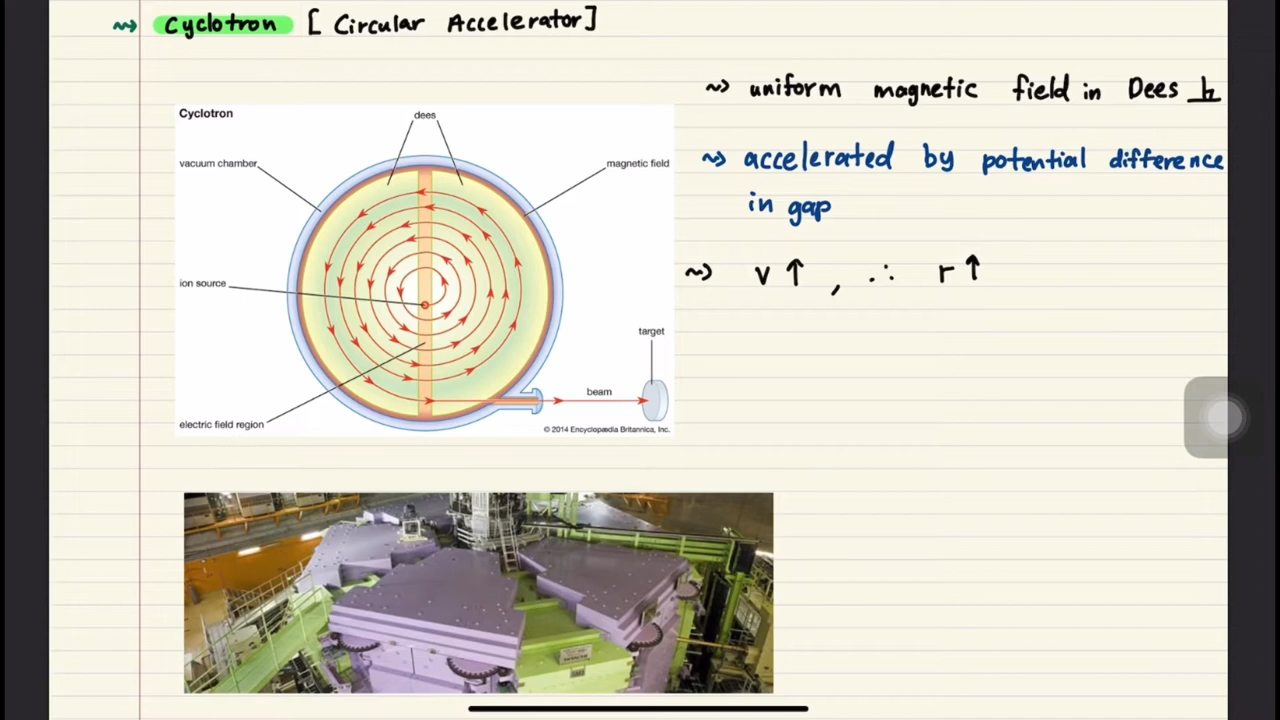 ⇝ Cyclotron [ Circular Accelerator]
⇝ uniform magnetic field in Dees
⇝ accelerated by potential difference
in gap
⇝ v ↑ , ∴ r ↑
Cyclotron
dees
vacuum chamber
magnetic field
ion source
target
beam
electric field region
© 2014 Encyclopædia Britannica, Inc.